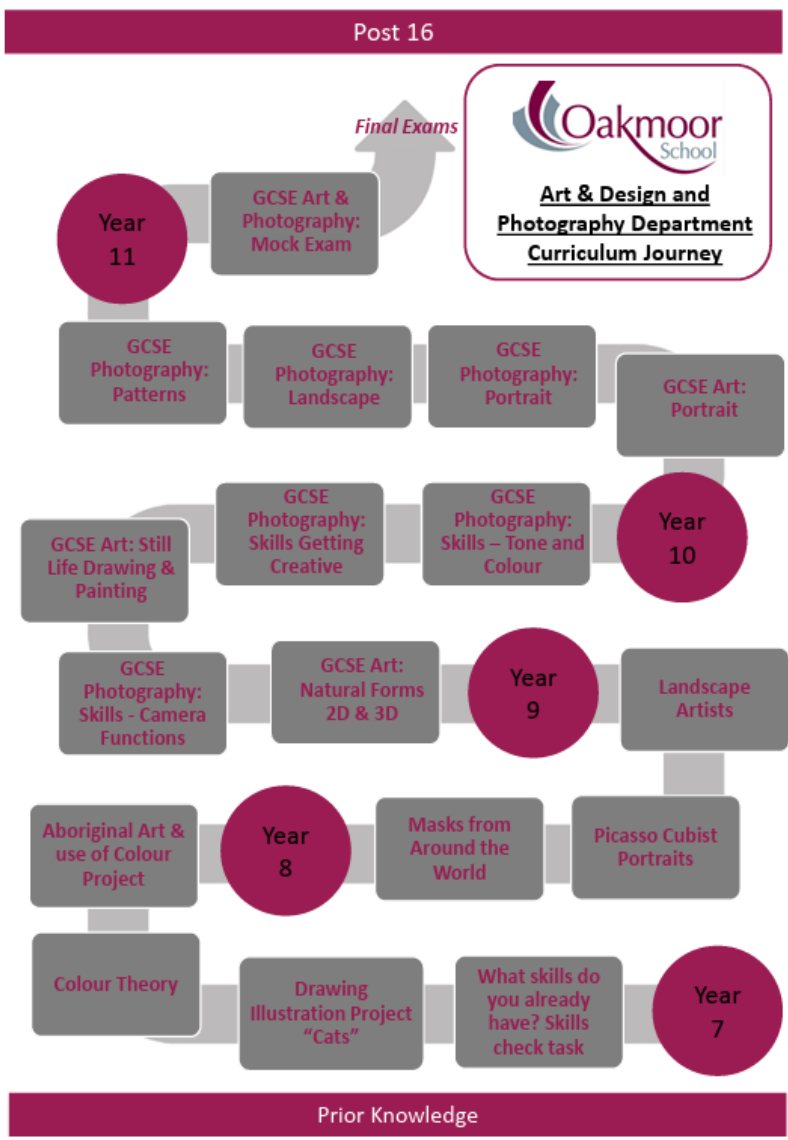 Post 16
Final Exams
Oakmoor
School
Art & Design and
Photography Department
Curriculum Journey
Year
11
GCSE Art &
Photography:
Mock Exam
GCSE
Photography:
Patterns
GCSE
Photography:
Landscape
GCSE
Photography:
Portrait
GCSE Art:
Portrait
GCSE Art: Still
Life Drawing &
Painting
GCSE
Photography:
Skills Getting
Creative
GCSE
Photography:
Skills – Tone and
Colour
Year
10
GCSE
Photography:
Skills - Camera
Functions
GCSE Art:
Natural Forms
2D & 3D
Year
9
Landscape
Artists
Aboriginal Art &
use of Colour
Project
Year
8
Masks from
Around the
World
Picasso Cubist
Portraits
Colour Theory
Drawing
Illustration Project
“Cats”
What skills do
you already
have? Skills
check task
Year
7
Prior Knowledge